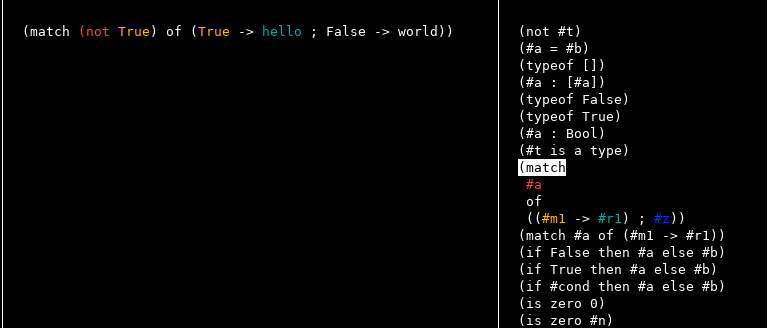 (match (not True) of (True -> hello ; False -> world))
(not #t)
(#a = #b)
(typeof [])
(#a : [#a])
(typeof False)
(typeof True)
(#a : Bool)
(#t is a type)
(match
#a
of
((#m1 -> #r1) ; #z))
(match #a of (#m1 -> #r1))
(if False then #a else #b)
(if True then #a else #b)
(if #cond then #a else #b)
(is zero 0)
(is zero #n)